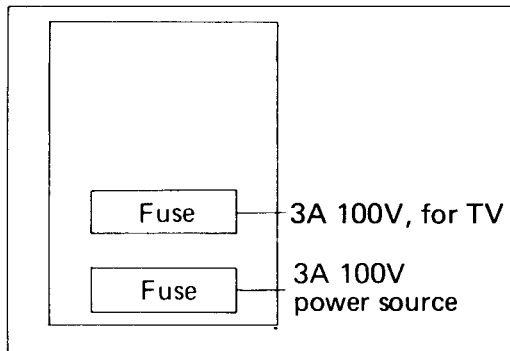 Fuse
3A 100V, for TV
Fuse
3A 100V
power source